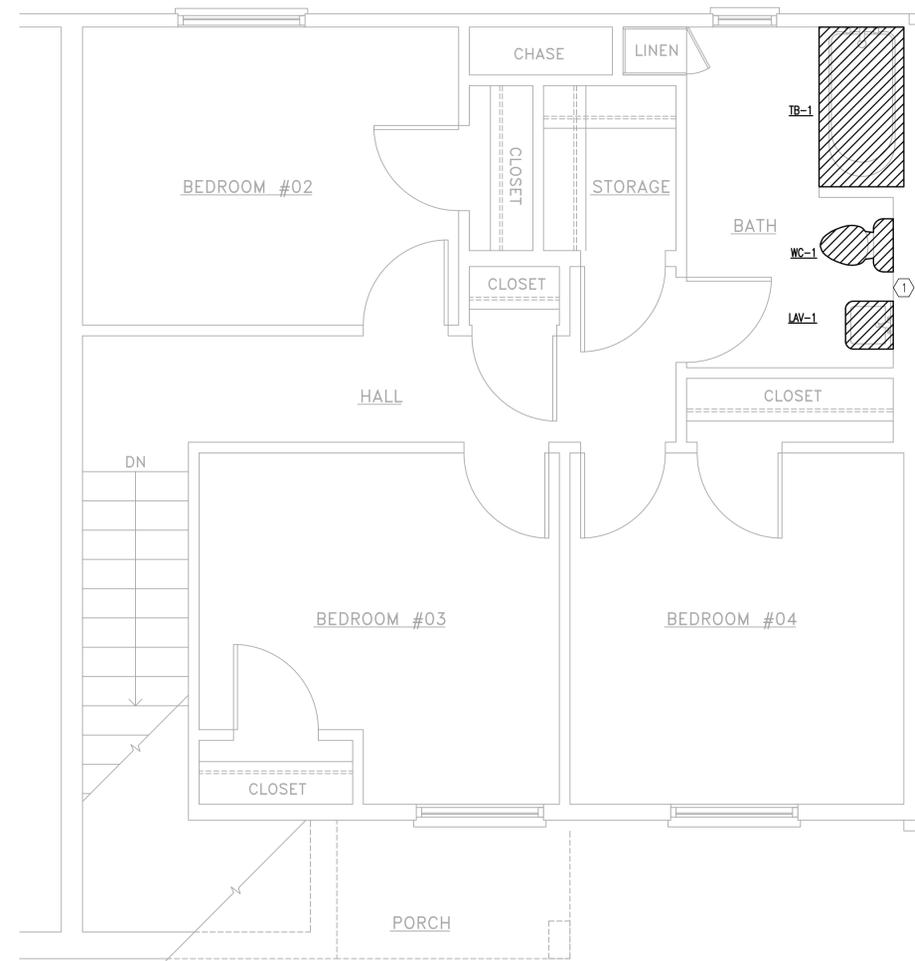 CHASE
LINEN
TB-1
CLOSET
BEDROOM #02
STORAGE
BATH
WC-1
CLOSET
1
LAV-1
HALL
CLOSET
DN
BEDROOM #03
BEDROOM #04
CLOSET
PORCH